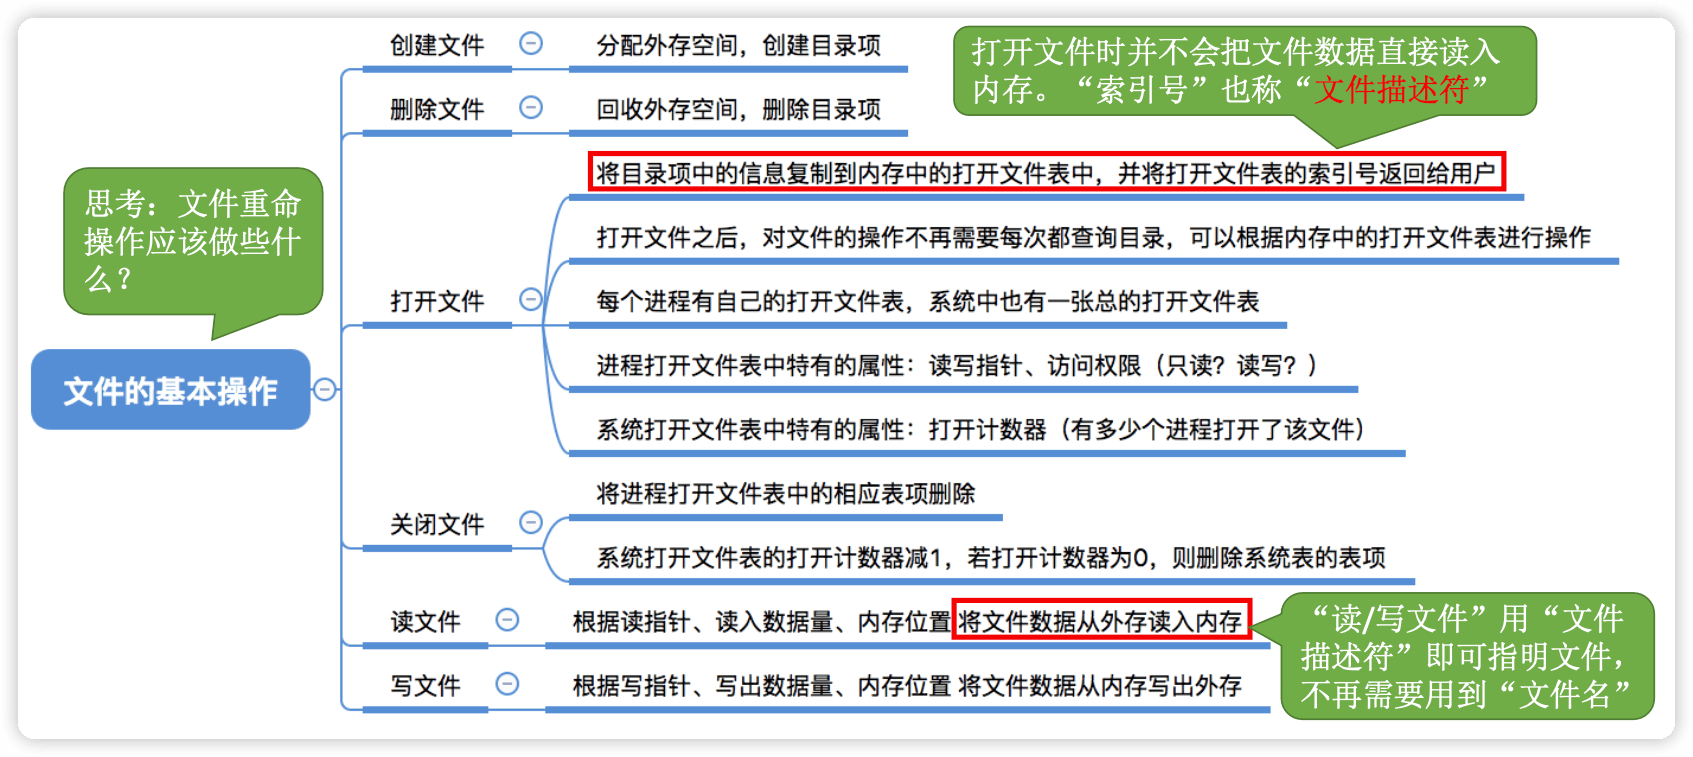 创建文件
分配外存空间，创建目录项
打开文件时并不会把文件数据直接读入
内存。“索引号”也称“文件描述符”
删除文件
回收外存空间，删除目录项
将目录项中的信息复制到内存中的打开文件表中，并将打开文件表的索引号返回给用户
思考：文件重命
操作应该做些什
么？
打开文件之后，对文件的操作不再需要每次都查询目录，可以根据内存中的打开文件表进行操作
打开文件
每个进程有自己的打开文件表，系统中也有一张总的打开文件表
进程打开文件表中特有的属性：读写指针、访问权限（只读？读写？）
文件的基本操作
系统打开文件表中特有的属性：打开计数器（有多少个进程打开了该文件）
将进程打开文件表中的相应表项删除
关闭文件
系统打开文件表的打开计数器减1，若打开计数器为0，则删除系统表的表项
读文件
根据读指针、读入数据量、内存位置 将文件数据从外存读入内存
“读/写文件”用“文件
描述符”即可指明文件，
不再需要用到“文件名”
写文件
根据写指针、写出数据量、内存位置 将文件数据从内存写出外存